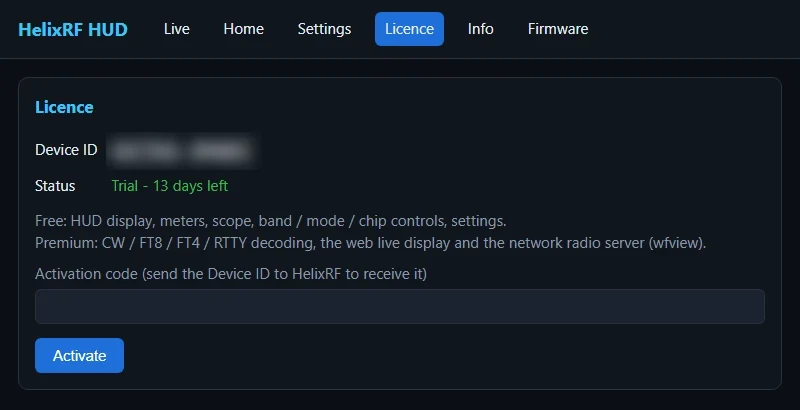 HelixRF HUD Live Home Settings Licence Info Firmware
Licence
Device ID
Status Trial - 13 days left
Free: HUD display, meters, scope, band / mode / chip controls, settings.
Premium: CW / FT8 / FT4 / RTTY decoding, the web live display and the network radio server (wfview).
Activation code (send the Device ID to HelixRF to receive it)
Activate